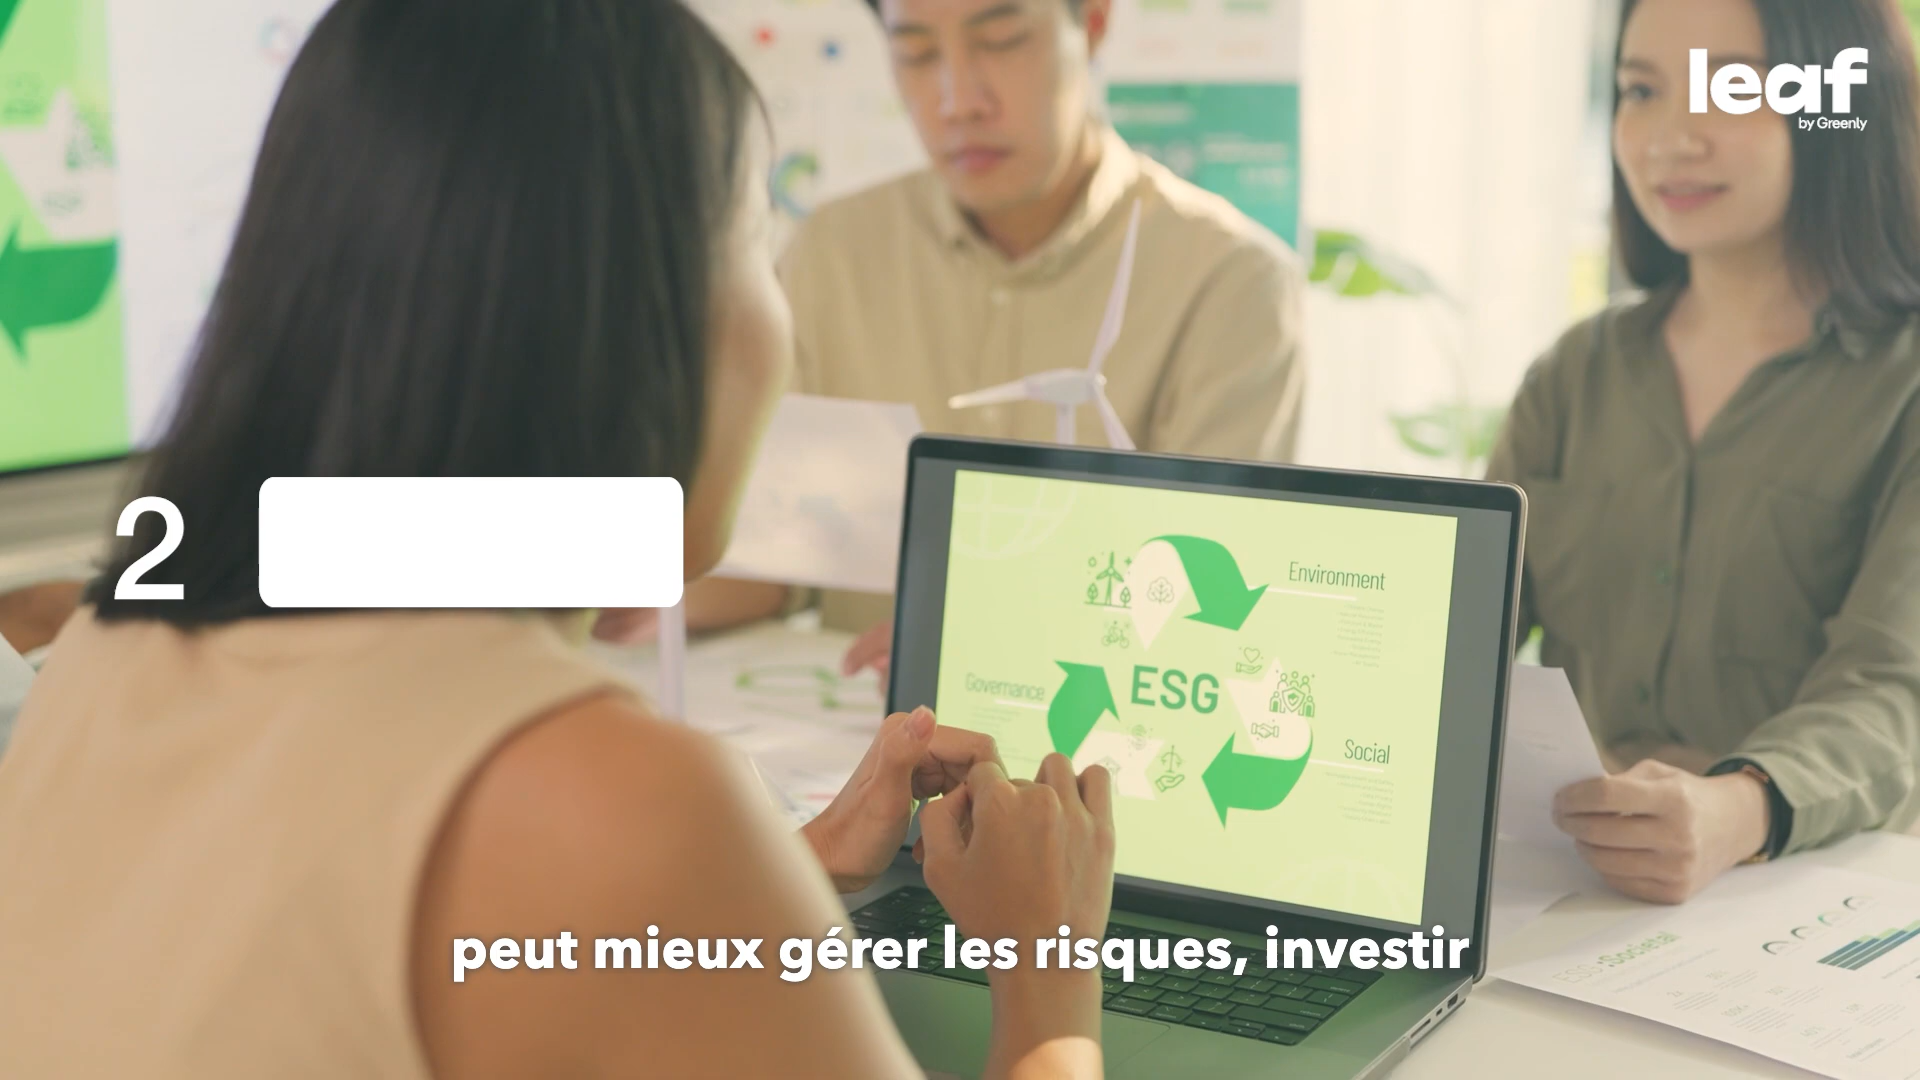 leaf
by Greenly
2
Environment
Governance
ESG
Social
peut mieux gérer les risques, investir